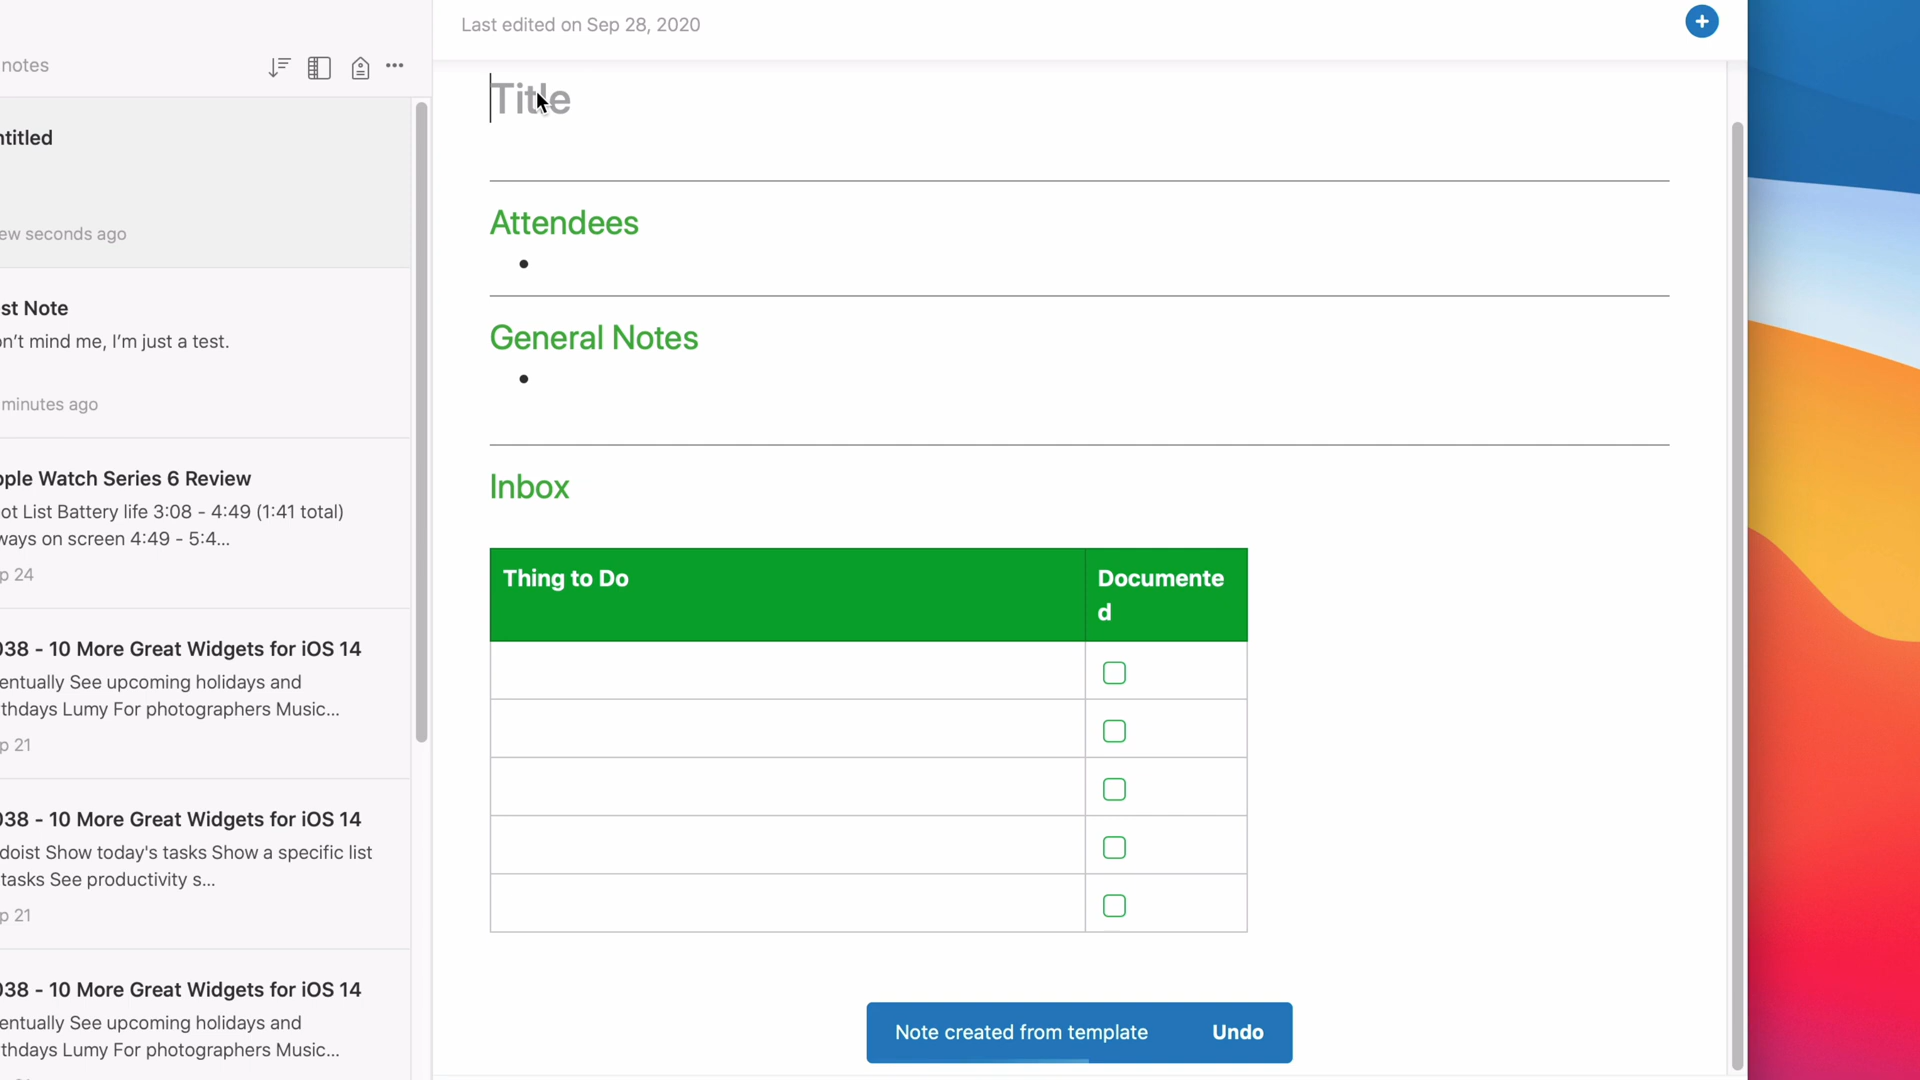 Last edited on Sep 28, 2020
notes
Title
ntitled
ew seconds ago
st Note
on't mind me, I'm just a test.
minutes ago
pple Watch Series 6 Review
ot List Battery life 3:08 - 4:49 (1:41 total)
ways on screen 4:49 - 5:4...
p 24
038 - 10 More Great Widgets for iOS 14
entually See upcoming holidays and
thdays Lumy For photographers Music...
p 21
038 - 10 More Great Widgets for iOS 14
doist Show today's tasks Show a specific list
tasks See productivity s...
p 21
038 - 10 More Great Widgets for iOS 14
entually See upcoming holidays and
thdays Lumy For photographers Music...
Attendees
General Notes
Inbox
Thing to Do
Documente
d
Note created from template Undo